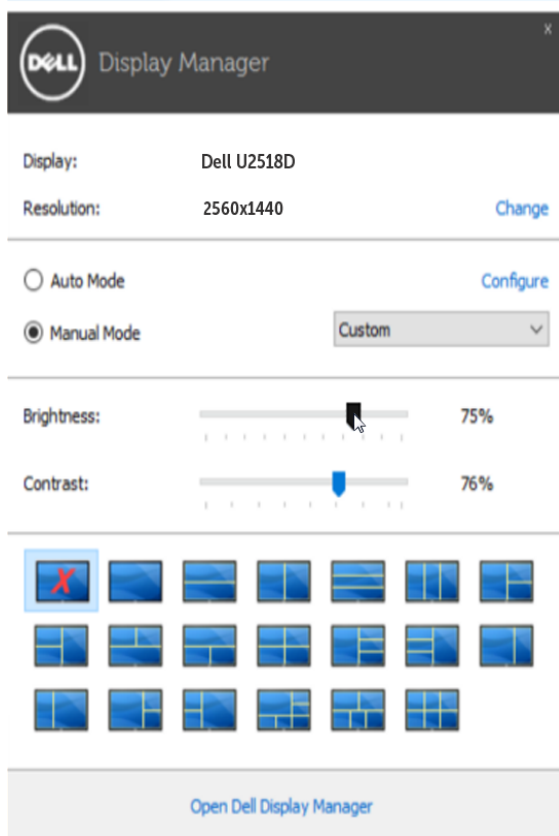 x
DELL Display Manager
Display: Dell U2518D
Resolution: 2560x1440 Change
Auto Mode Configure
Manual Mode Custom
Brightness: 75%
Contrast: 76%
X
Open Dell Display Manager